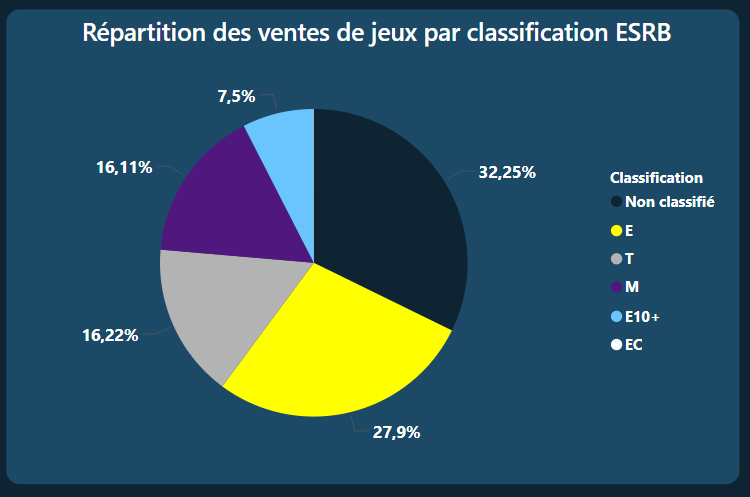 Répartition des ventes de jeux par classification ESRB
7,5%
16,11%
32,25%
16,22%
27,9%
Classification
Non classifié
E
T
M
E10+
EC